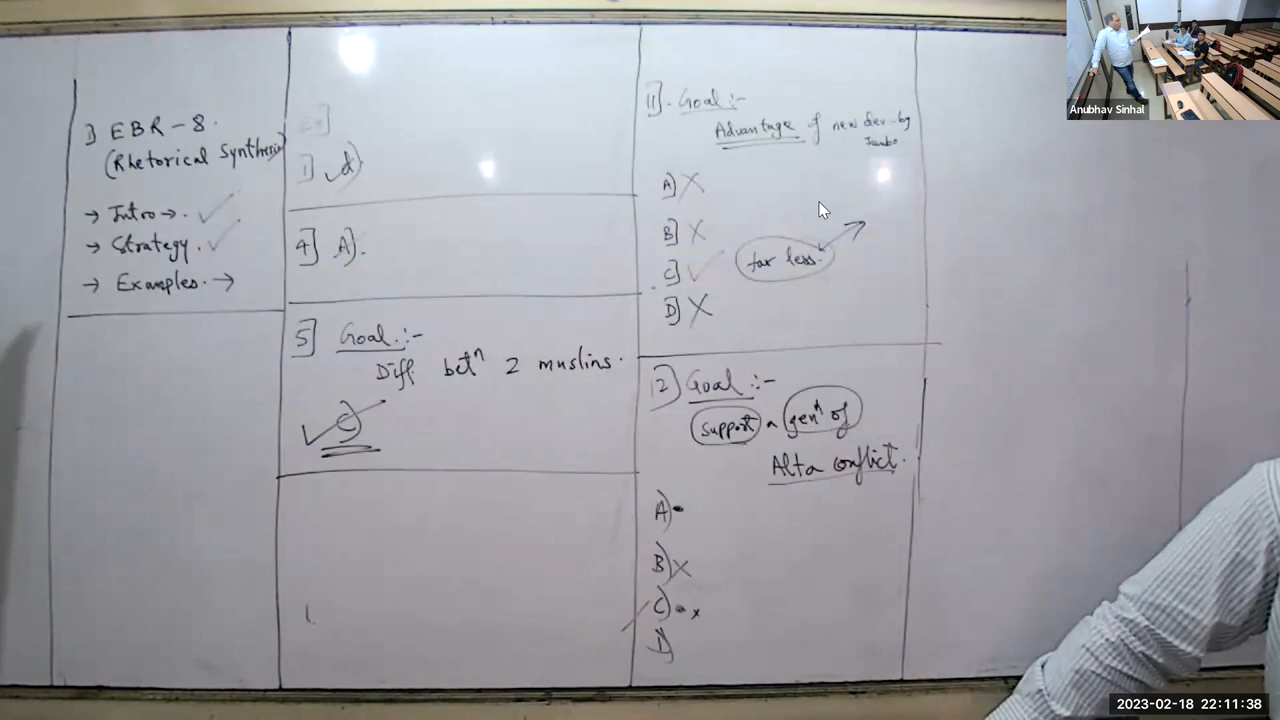 1) EBR - 8.
(Rhetorical Synthesis)
→ Intro →. ✓
→ Strategy. ✓
→ Examples. →
1] ✓d)
4] A).
5] Goal :-
Diff betⁿ 2 muslins.
✓C)
11]. Goal :-
Advantage of new dev. by
A] X
B] X
C] ✓ far less.
D] X
12] Goal :-
support a genⁿ of
Alta conflict.
A)
B) X
C) x
D)
Anubhav Sinhal
2023-02-18 22:11:38